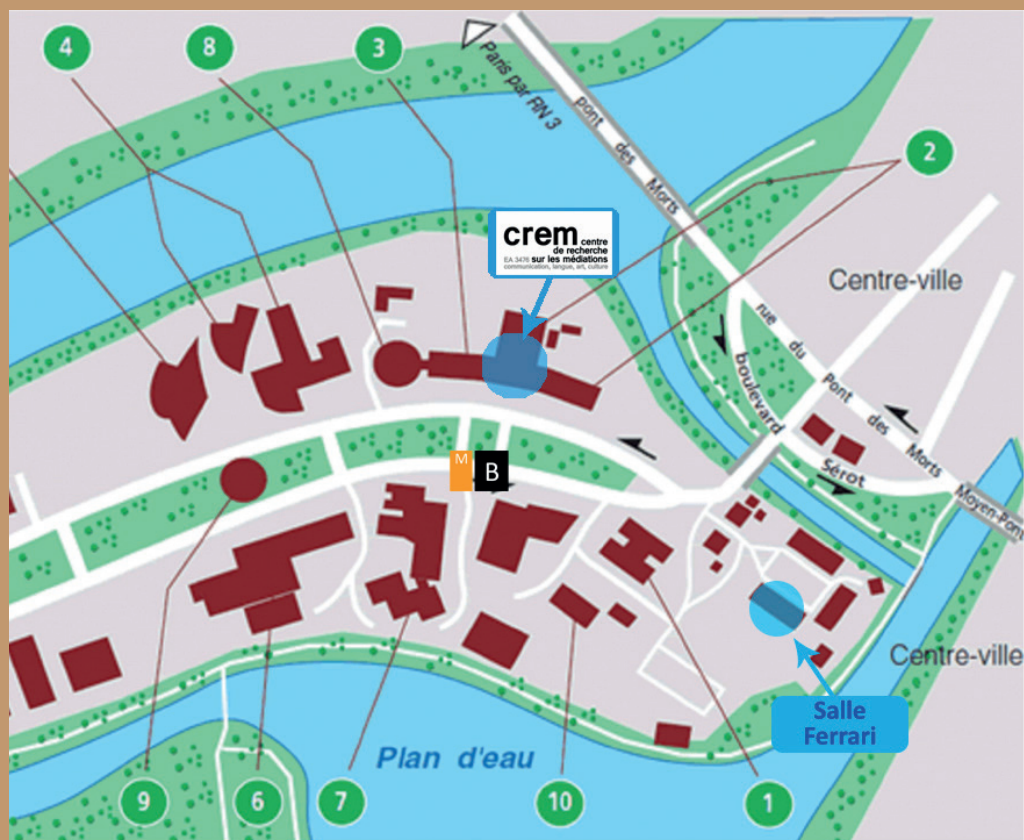 4
8
3
Paris par RN 3
pont des Morts
2
crem centre
de recherche
EA 3476 sur les médiations
communication, langue, art, culture
Centre-ville
rue du Pont des Morts
boulevard Sérot
Moyen-Pont
M
B
Centre-ville
Salle
Ferrari
Plan d'eau
9
6
7
10
1